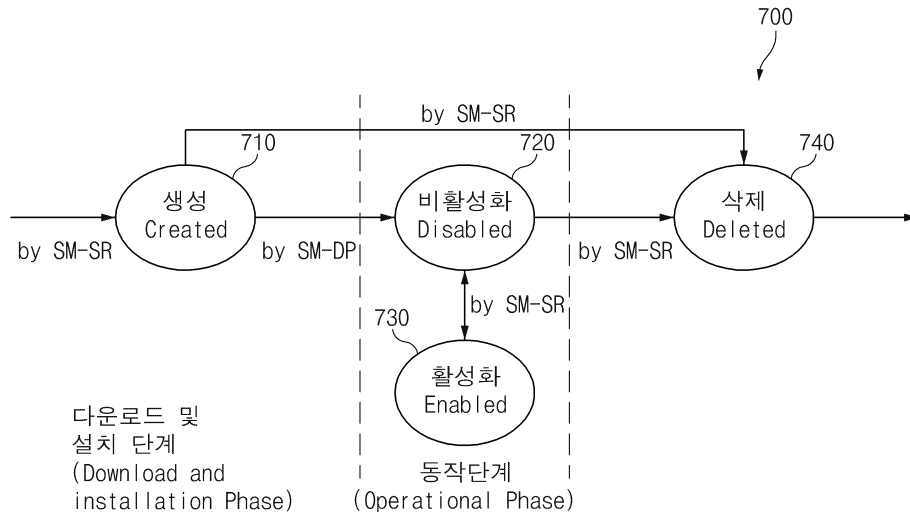 700
by SM-SR
710
720
740
생성
Created
비활성화
Disabled
삭제
Deleted
by SM-SR
by SM-DP
by SM-SR
by SM-SR
730
활성화
Enabled
다운로드 및
설치 단계
(Download and
installation Phase)
동작단계
(Operational Phase)